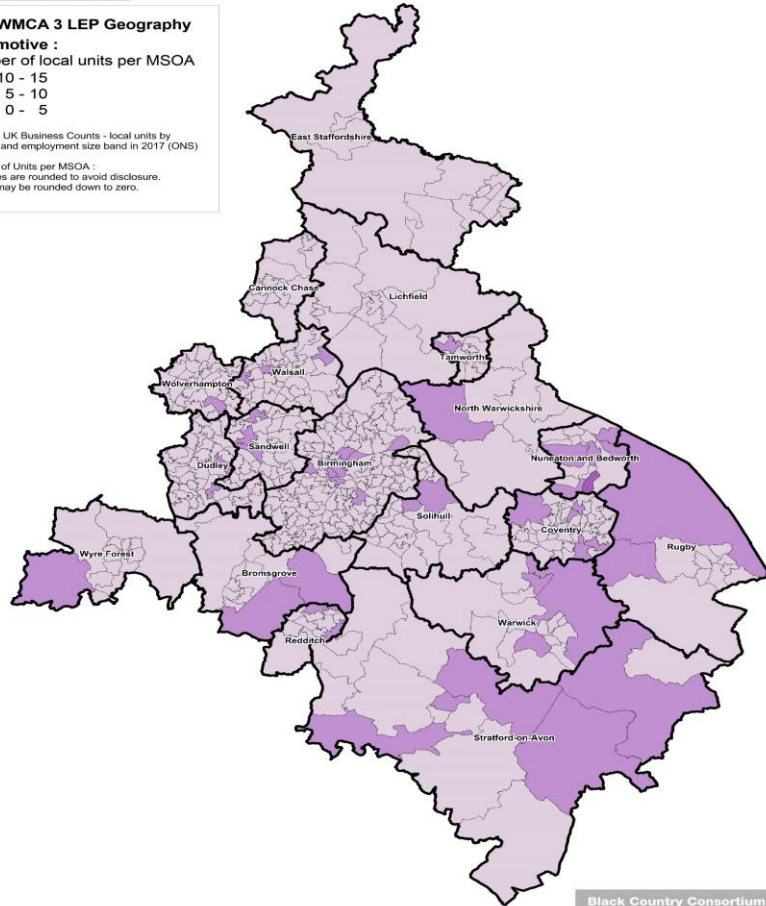 WMCA 3 LEP Geography
motive :
er of local units per MSOA
10 - 15
5 - 10
0 - 5
UK Business Counts - local units by
and employment size band in 2017 (ONS)
of Units per MSOA :
es are rounded to avoid disclosure.
may be rounded down to zero.
East Staffordshire
Cannock Chase
Lichfield
Tamworth
Wolverhampton
Walsall
North Warwickshire
Sandwell
Dudley
Birmingham
Nuneaton and Bedworth
Solihull
Coventry
Wyre Forest
Rugby
Bromsgrove
Warwick
Redditch
Stratford-on-Avon
Black Country Consortium